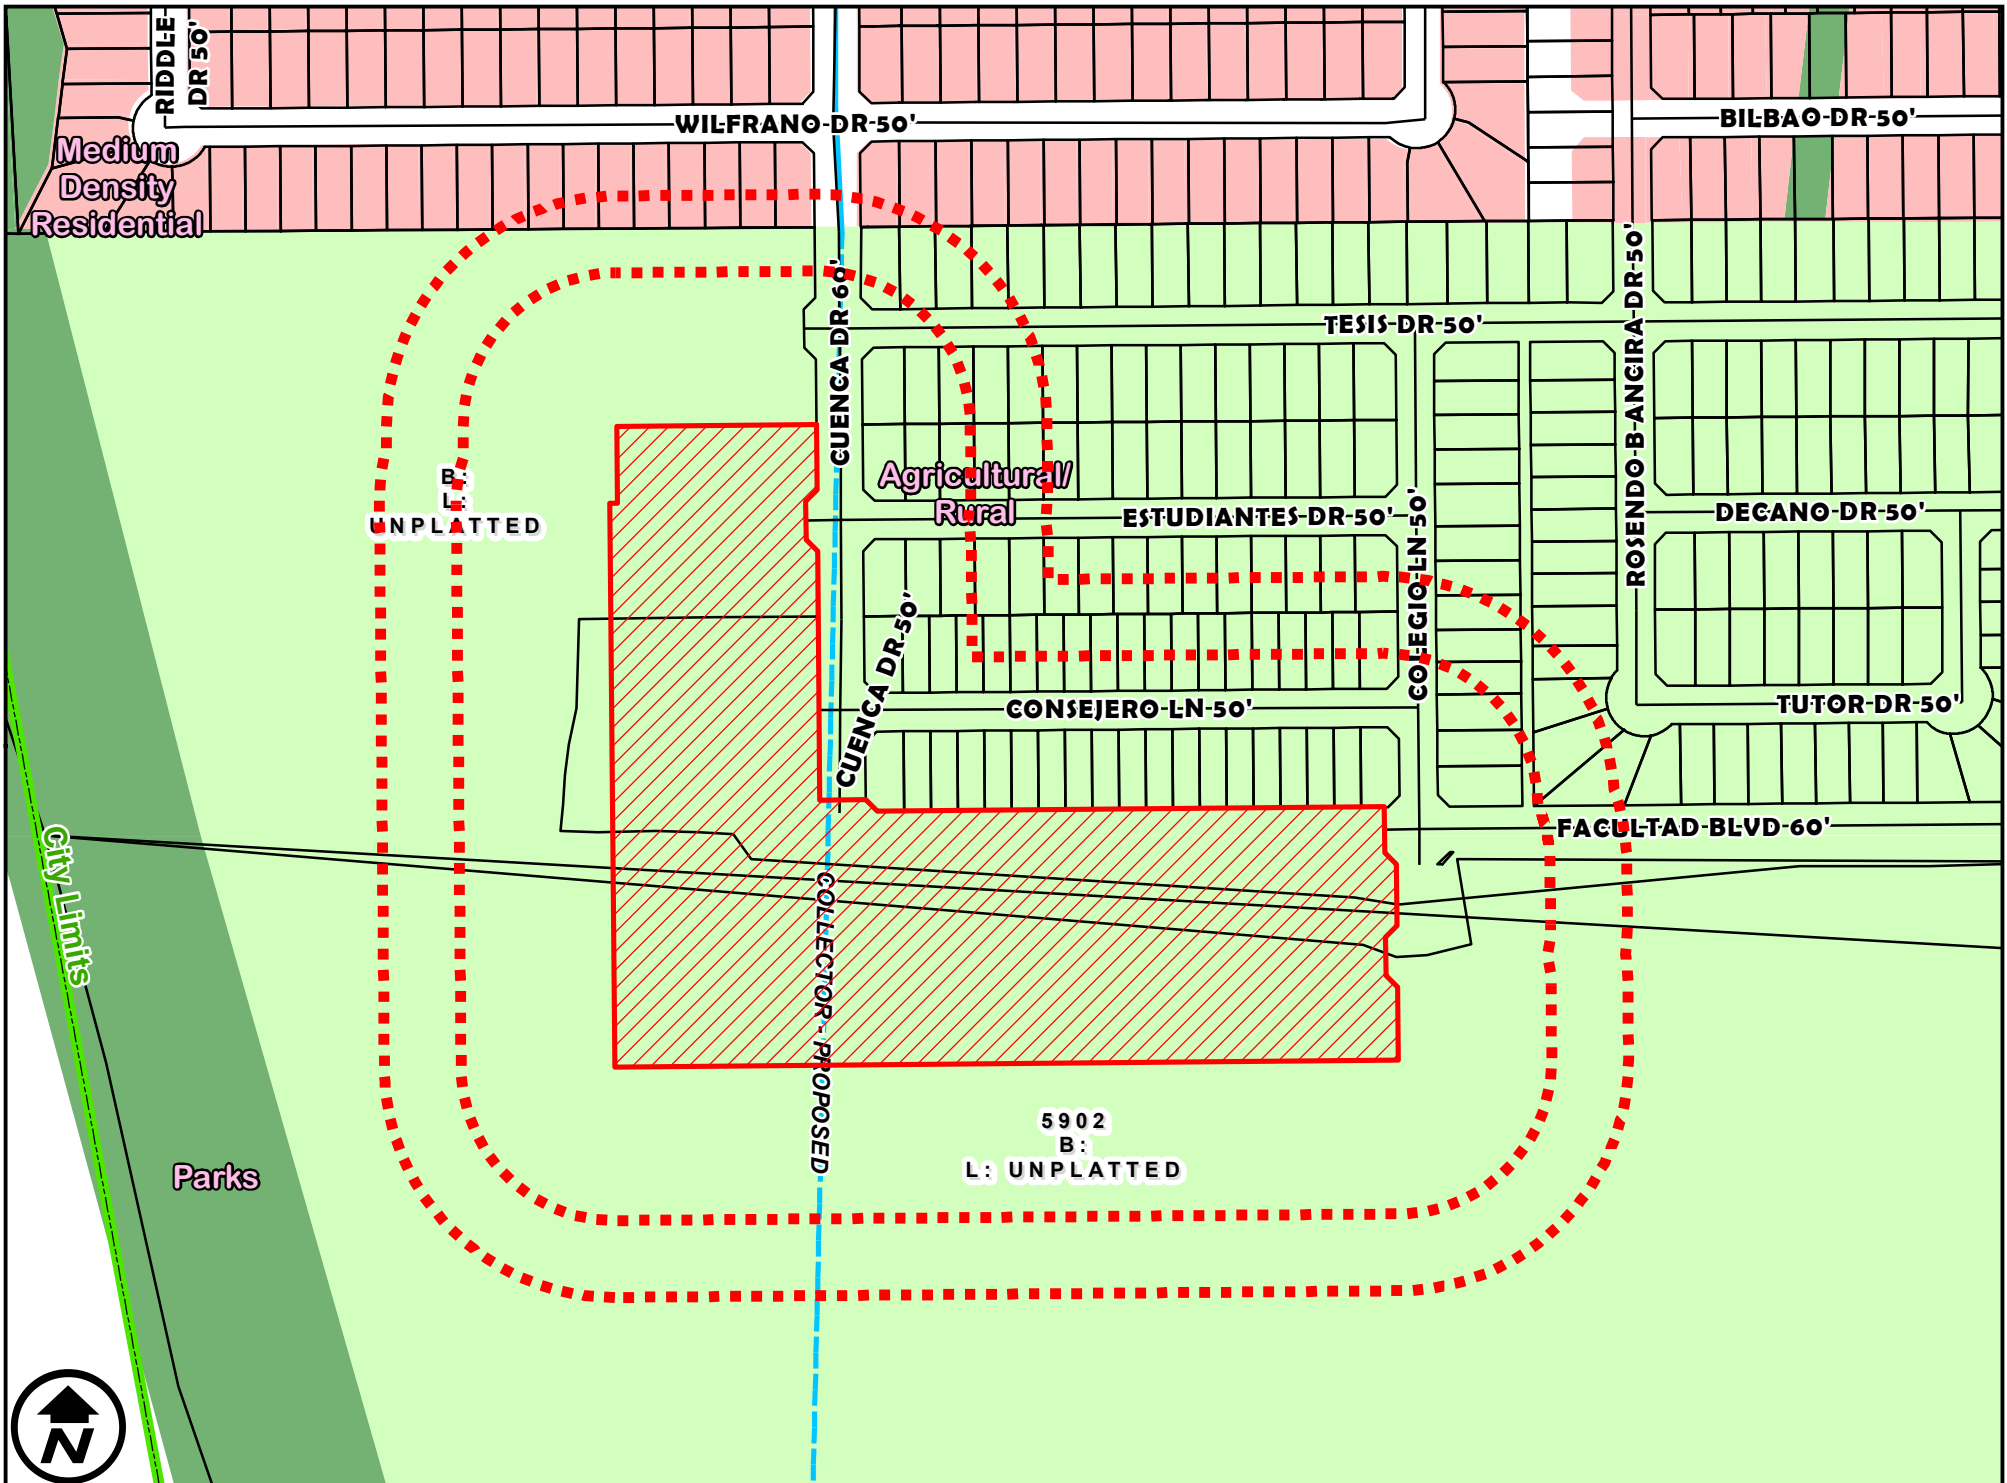 RIDDLE
DR 50'
WILFRANO DR 50'
BILBAO DR 50'
Medium
Density
Residential
CUENCA DR 60'
TESIS DR 50'
ROSENDO B ANCIRA DR 50'
B:
L:
UNPLATTED
Agricultural/
Rural
ESTUDIANTES DR 50'
COLEGIO LN 50'
DECANO DR 50'
CUENCA DR 50'
CONSEJERO LN 50'
TUTOR DR 50'
FACULTAD BLVD 60'
City Limits
COLLECTOR - PROPOSED
5902
B:
L: UNPLATTED
Parks
N